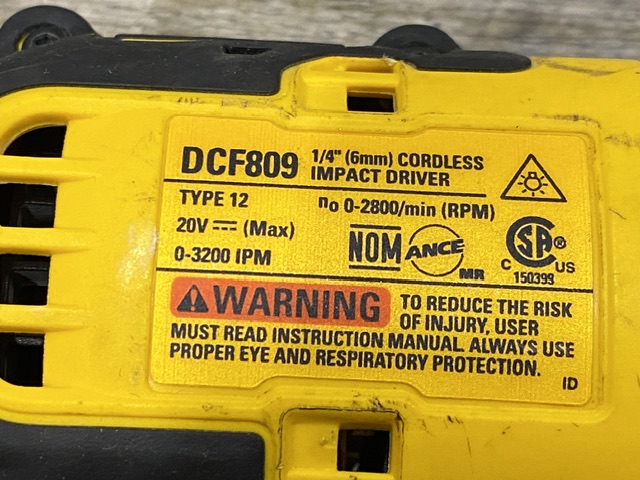 DCF809 1/4" (6mm) CORDLESS
IMPACT DRIVER
TYPE 12
n₀ 0-2800/min (RPM)
20V ⎓ (Max)
0-3200 IPM
NOM ANCE MR
SA ®
C US
150399
WARNING TO REDUCE THE RISK
OF INJURY, USER
MUST READ INSTRUCTION MANUAL. ALWAYS USE
PROPER EYE AND RESPIRATORY PROTECTION.
ID